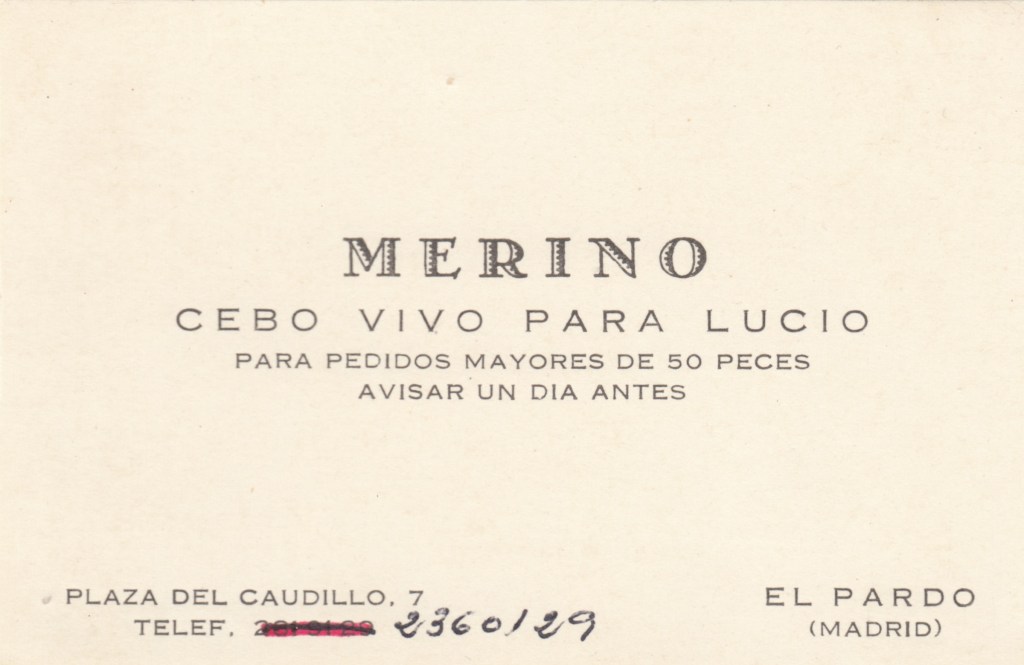 MERINO
CEBO VIVO PARA LUCIO
PARA PEDIDOS MAYORES DE 50 PECES
AVISAR UN DIA ANTES
PLAZA DEL CAUDILLO, 7
TELEF. 2360129
EL PARDO
(MADRID)